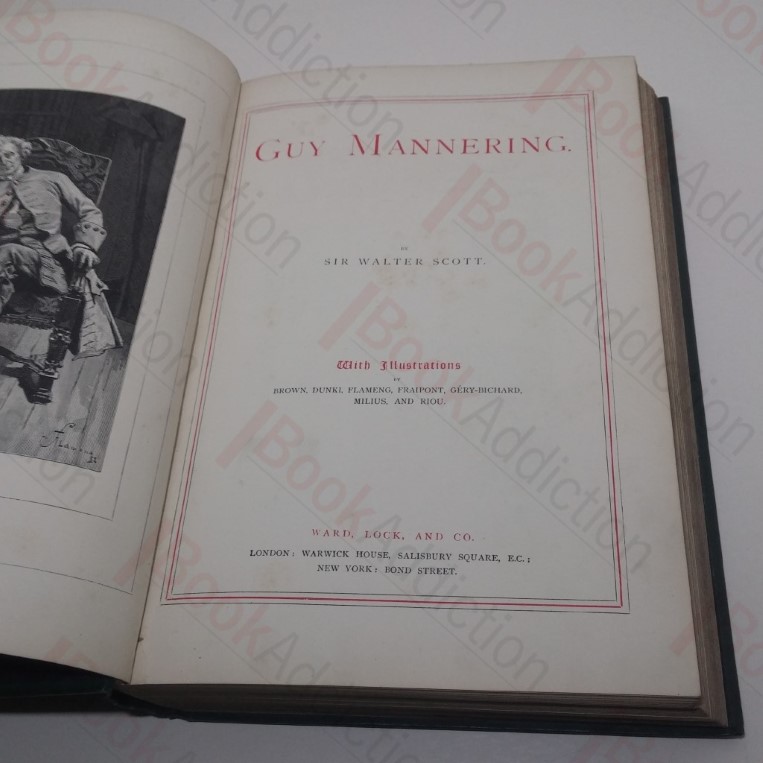 GUY MANNERING.
BY
SIR WALTER SCOTT.
With Illustrations
BY
BROWN, DUNKI, FLAMENG, FRAIPONT, GÉRY-BICHARD,
MILIUS, AND RIOU.
WARD, LOCK, AND CO.
LONDON: WARWICK HOUSE, SALISBURY SQUARE, E.C.;
NEW YORK: BOND STREET.
BookAddiction